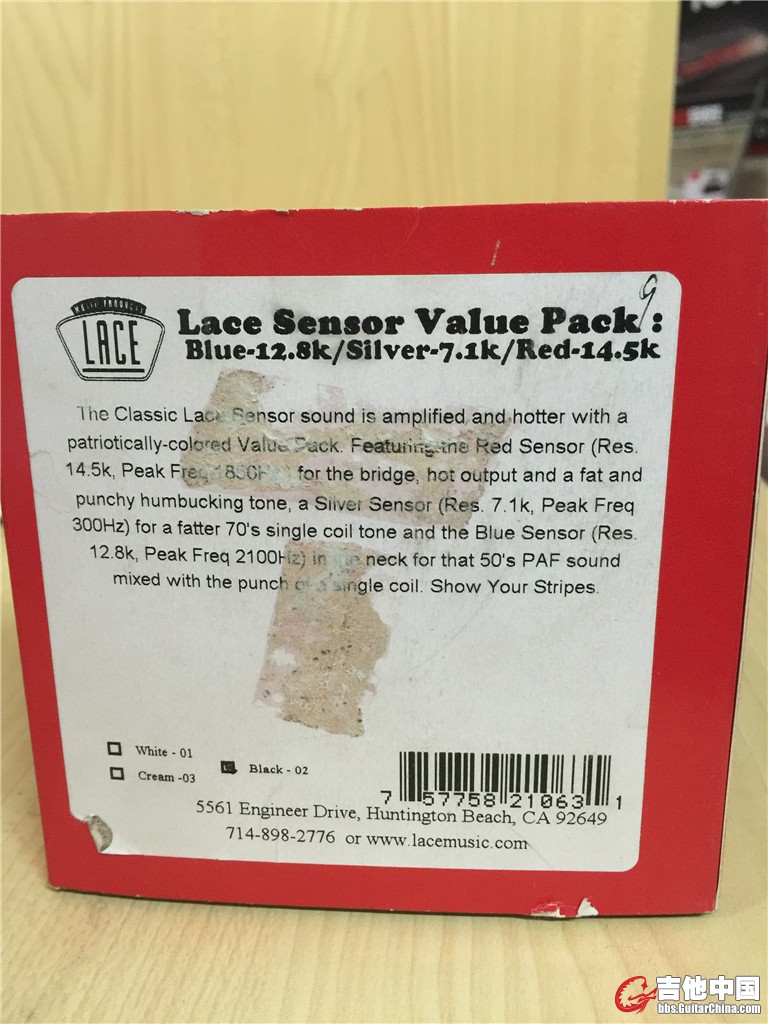 LACE
Lace Sensor Value Pack:
9
Blue-12.8k/Silver-7.1k/Red-14.5k
The Classic Lace Sensor sound is amplified and hotter with a
patriotically-colored Value Pack. Featuring the Red Sensor (Res.
14.5k, Peak Freq 1850Hz) for the bridge, hot output and a fat and
punchy humbucking tone, a Silver Sensor (Res. 7.1k, Peak Freq
300Hz) for a fatter 70's single coil tone and the Blue Sensor (Res.
12.8k, Peak Freq 2100Hz) in the neck for that 50's PAF sound
mixed with the punch of a single coil. Show Your Stripes.
White - 01
Black - 02
Cream -03
7 57758 21063 1
5561 Engineer Drive, Huntington Beach, CA 92649
714-898-2776 or www.lacemusic.com
吉他中国
bbs.GuitarChina.com